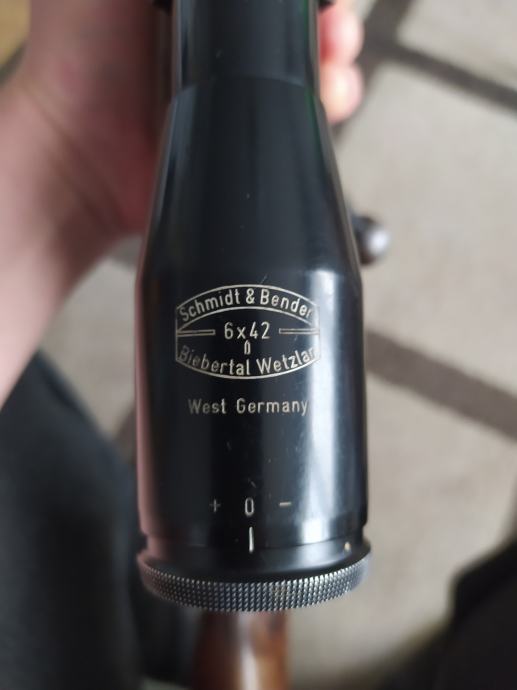 Schmidt & Bender
6x42
Biebertal Wetzlar
West Germany
+ 0 -